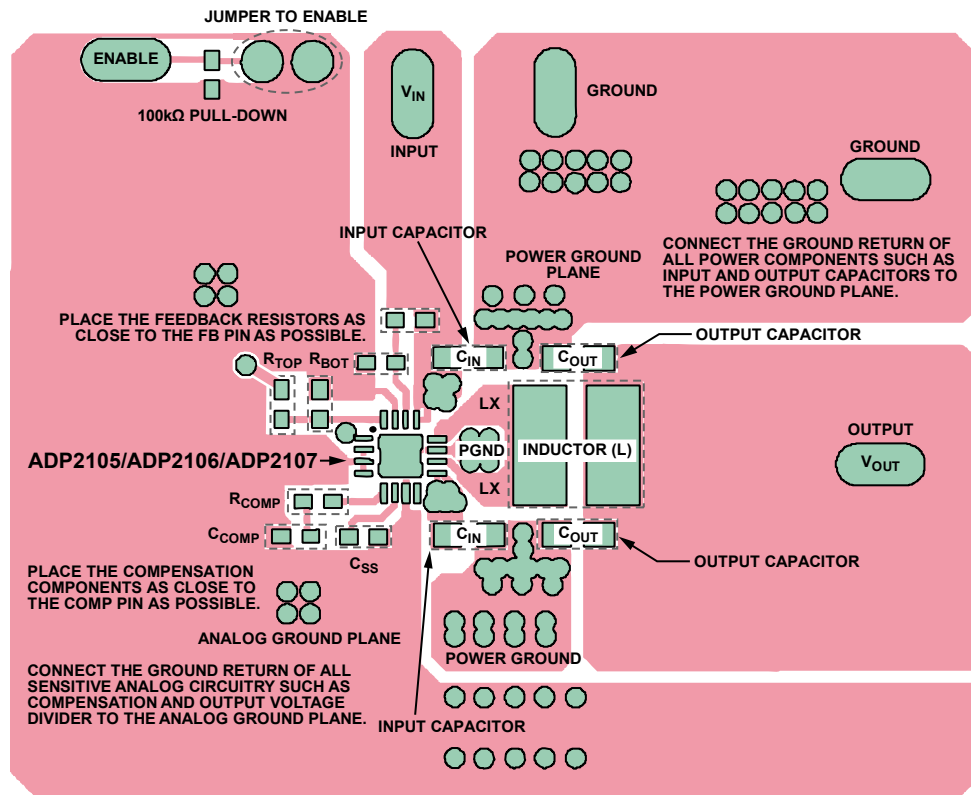 JUMPER TO ENABLE
ENABLE
100kΩ PULL-DOWN
VIN
INPUT
GROUND
GROUND
CONNECT THE GROUND RETURN OF
ALL POWER COMPONENTS SUCH AS
INPUT AND OUTPUT CAPACITORS TO
THE POWER GROUND PLANE.
INPUT CAPACITOR
POWER GROUND
PLANE
PLACE THE FEEDBACK RESISTORS AS
CLOSE TO THE FB PIN AS POSSIBLE.
OUTPUT CAPACITOR
CIN
COUT
RTOP
RBOT
LX
PGND
LX
INDUCTOR (L)
OUTPUT
VOUT
ADP2105/ADP2106/ADP2107
RCOMP
CCOMP
CSS
CIN
COUT
OUTPUT CAPACITOR
PLACE THE COMPENSATION
COMPONENTS AS CLOSE TO
THE COMP PIN AS POSSIBLE.
ANALOG GROUND PLANE
POWER GROUND
CONNECT THE GROUND RETURN OF ALL
SENSITIVE ANALOG CIRCUITRY SUCH AS
COMPENSATION AND OUTPUT VOLTAGE
DIVIDER TO THE ANALOG GROUND PLANE.
INPUT CAPACITOR